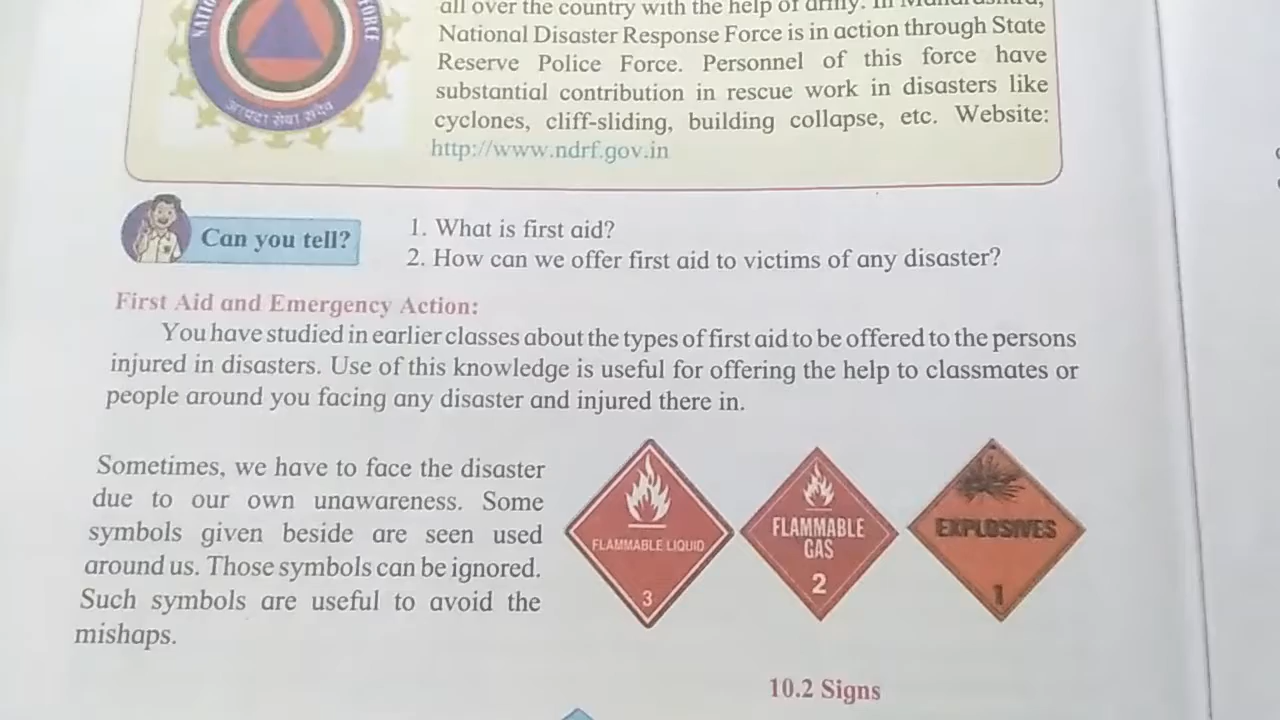 FORCE
आपदा सेवा सदैव
all over the country with the help of army. In Maharashtra,
National Disaster Response Force is in action through State
Reserve Police Force. Personnel of this force have
substantial contribution in rescue work in disasters like
cyclones, cliff-sliding, building collapse, etc. Website:
http://www.ndrf.gov.in
Can you tell?
1. What is first aid?
2. How can we offer first aid to victims of any disaster?
First Aid and Emergency Action:
You have studied in earlier classes about the types of first aid to be offered to the persons
injured in disasters. Use of this knowledge is useful for offering the help to classmates or
people around you facing any disaster and injured there in.
Sometimes, we have to face the disaster
due to our own unawareness. Some
symbols given beside are seen used
around us. Those symbols can be ignored.
Such symbols are useful to avoid the
mishaps.
FLAMMABLE LIQUID
3
FLAMMABLE
GAS
2
EXPLOSIVES
1
10.2 Signs